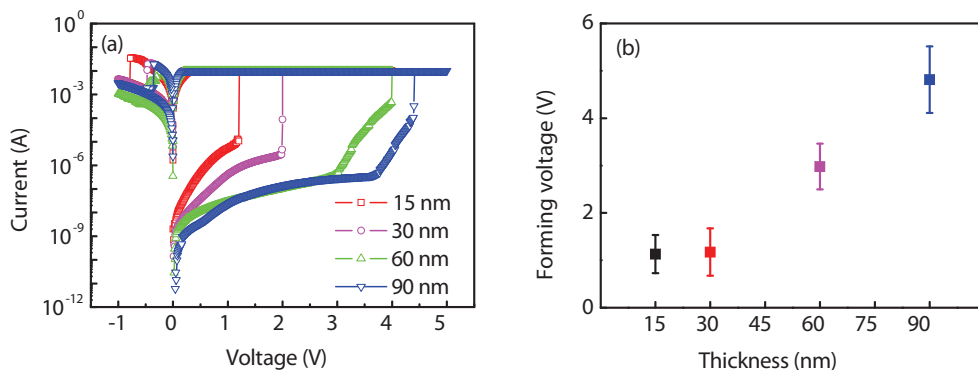 (a)
Current (A)
10^0
10^-3
10^-6
10^-9
10^-12
15 nm
30 nm
60 nm
90 nm
-1 0 1 2 3 4 5
Voltage (V)
(b)
Forming voltage (V)
6
4
2
0
15 30 45 60 75 90
Thickness (nm)